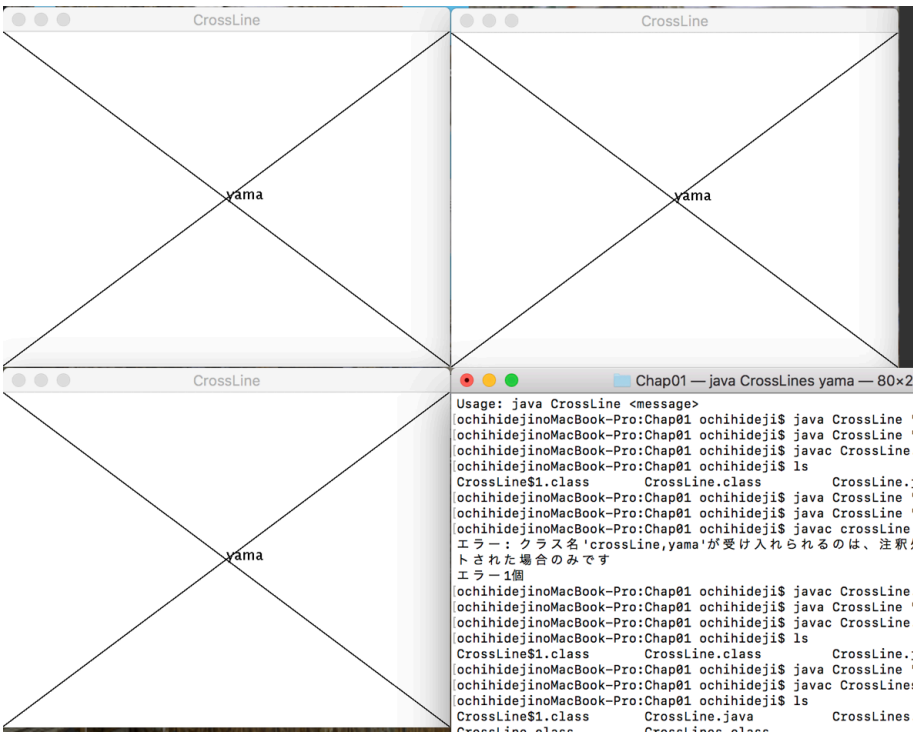 CrossLine
yama
CrossLine
yama
CrossLine
yama
Chap01 — java CrossLines yama — 80×2
Usage: java CrossLine <message>
[ochihidejinoMacBook-Pro:Chap01 ochihideji$ java CrossLine '
[ochihidejinoMacBook-Pro:Chap01 ochihideji$ java CrossLine '
[ochihidejinoMacBook-Pro:Chap01 ochihideji$ javac CrossLine
[ochihidejinoMacBook-Pro:Chap01 ochihideji$ ls
CrossLine$1.class CrossLine.class CrossLine.j
[ochihidejinoMacBook-Pro:Chap01 ochihideji$ java CrossLine '
[ochihidejinoMacBook-Pro:Chap01 ochihideji$ java CrossLine '
[ochihidejinoMacBook-Pro:Chap01 ochihideji$ javac crossLine
エラー: クラス名'crossLine,yama'が受け入れられるのは、注釈
トされた場合のみです
エラー1個
[ochihidejinoMacBook-Pro:Chap01 ochihideji$ javac CrossLine
[ochihidejinoMacBook-Pro:Chap01 ochihideji$ java CrossLine '
[ochihidejinoMacBook-Pro:Chap01 ochihideji$ javac CrossLine
[ochihidejinoMacBook-Pro:Chap01 ochihideji$ ls
CrossLine$1.class CrossLine.class CrossLine.j
[ochihidejinoMacBook-Pro:Chap01 ochihideji$ java CrossLine '
[ochihidejinoMacBook-Pro:Chap01 ochihideji$ javac CrossLines
[ochihidejinoMacBook-Pro:Chap01 ochihideji$ ls
CrossLine$1.class CrossLine.java CrossLines
CrossLine.class CrossLines.class